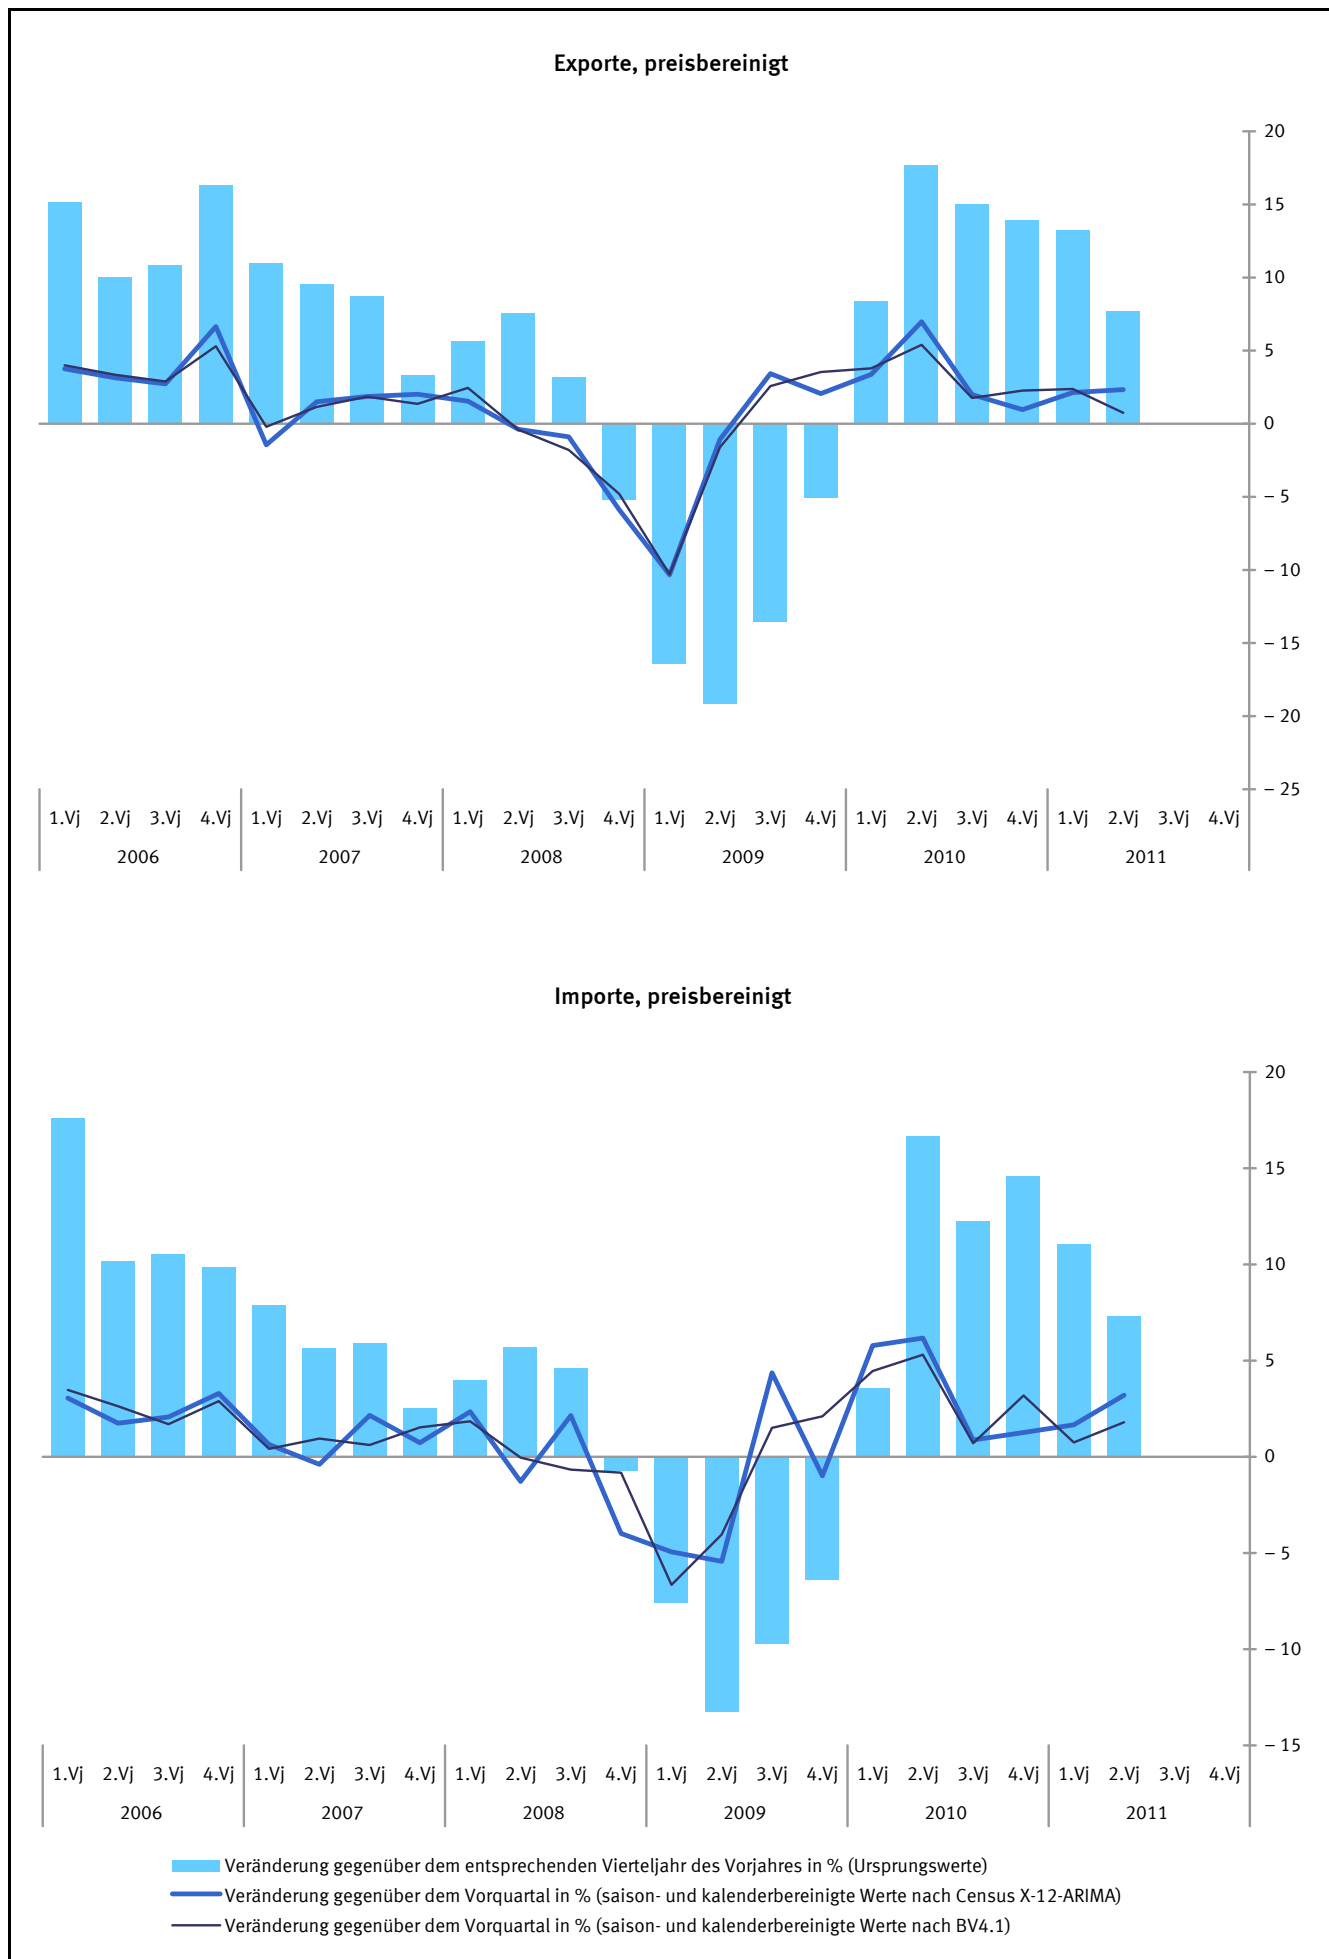 Exporte, preisbereinigt
20
15
10
5
0
– 5
– 10
– 15
– 20
– 25
1.Vj 2.Vj 3.Vj 4.Vj 1.Vj 2.Vj 3.Vj 4.Vj 1.Vj 2.Vj 3.Vj 4.Vj 1.Vj 2.Vj 3.Vj 4.Vj 1.Vj 2.Vj 3.Vj 4.Vj 1.Vj 2.Vj 3.Vj 4.Vj
2006 2007 2008 2009 2010 2011
Importe, preisbereinigt
20
15
10
5
0
– 5
– 10
– 15
1.Vj 2.Vj 3.Vj 4.Vj 1.Vj 2.Vj 3.Vj 4.Vj 1.Vj 2.Vj 3.Vj 4.Vj 1.Vj 2.Vj 3.Vj 4.Vj 1.Vj 2.Vj 3.Vj 4.Vj 1.Vj 2.Vj 3.Vj 4.Vj
2006 2007 2008 2009 2010 2011
Veränderung gegenüber dem entsprechenden Vierteljahr des Vorjahres in % (Ursprungswerte)
Veränderung gegenüber dem Vorquartal in % (saison- und kalenderbereinigte Werte nach Census X-12-ARIMA)
Veränderung gegenüber dem Vorquartal in % (saison- und kalenderbereinigte Werte nach BV4.1)